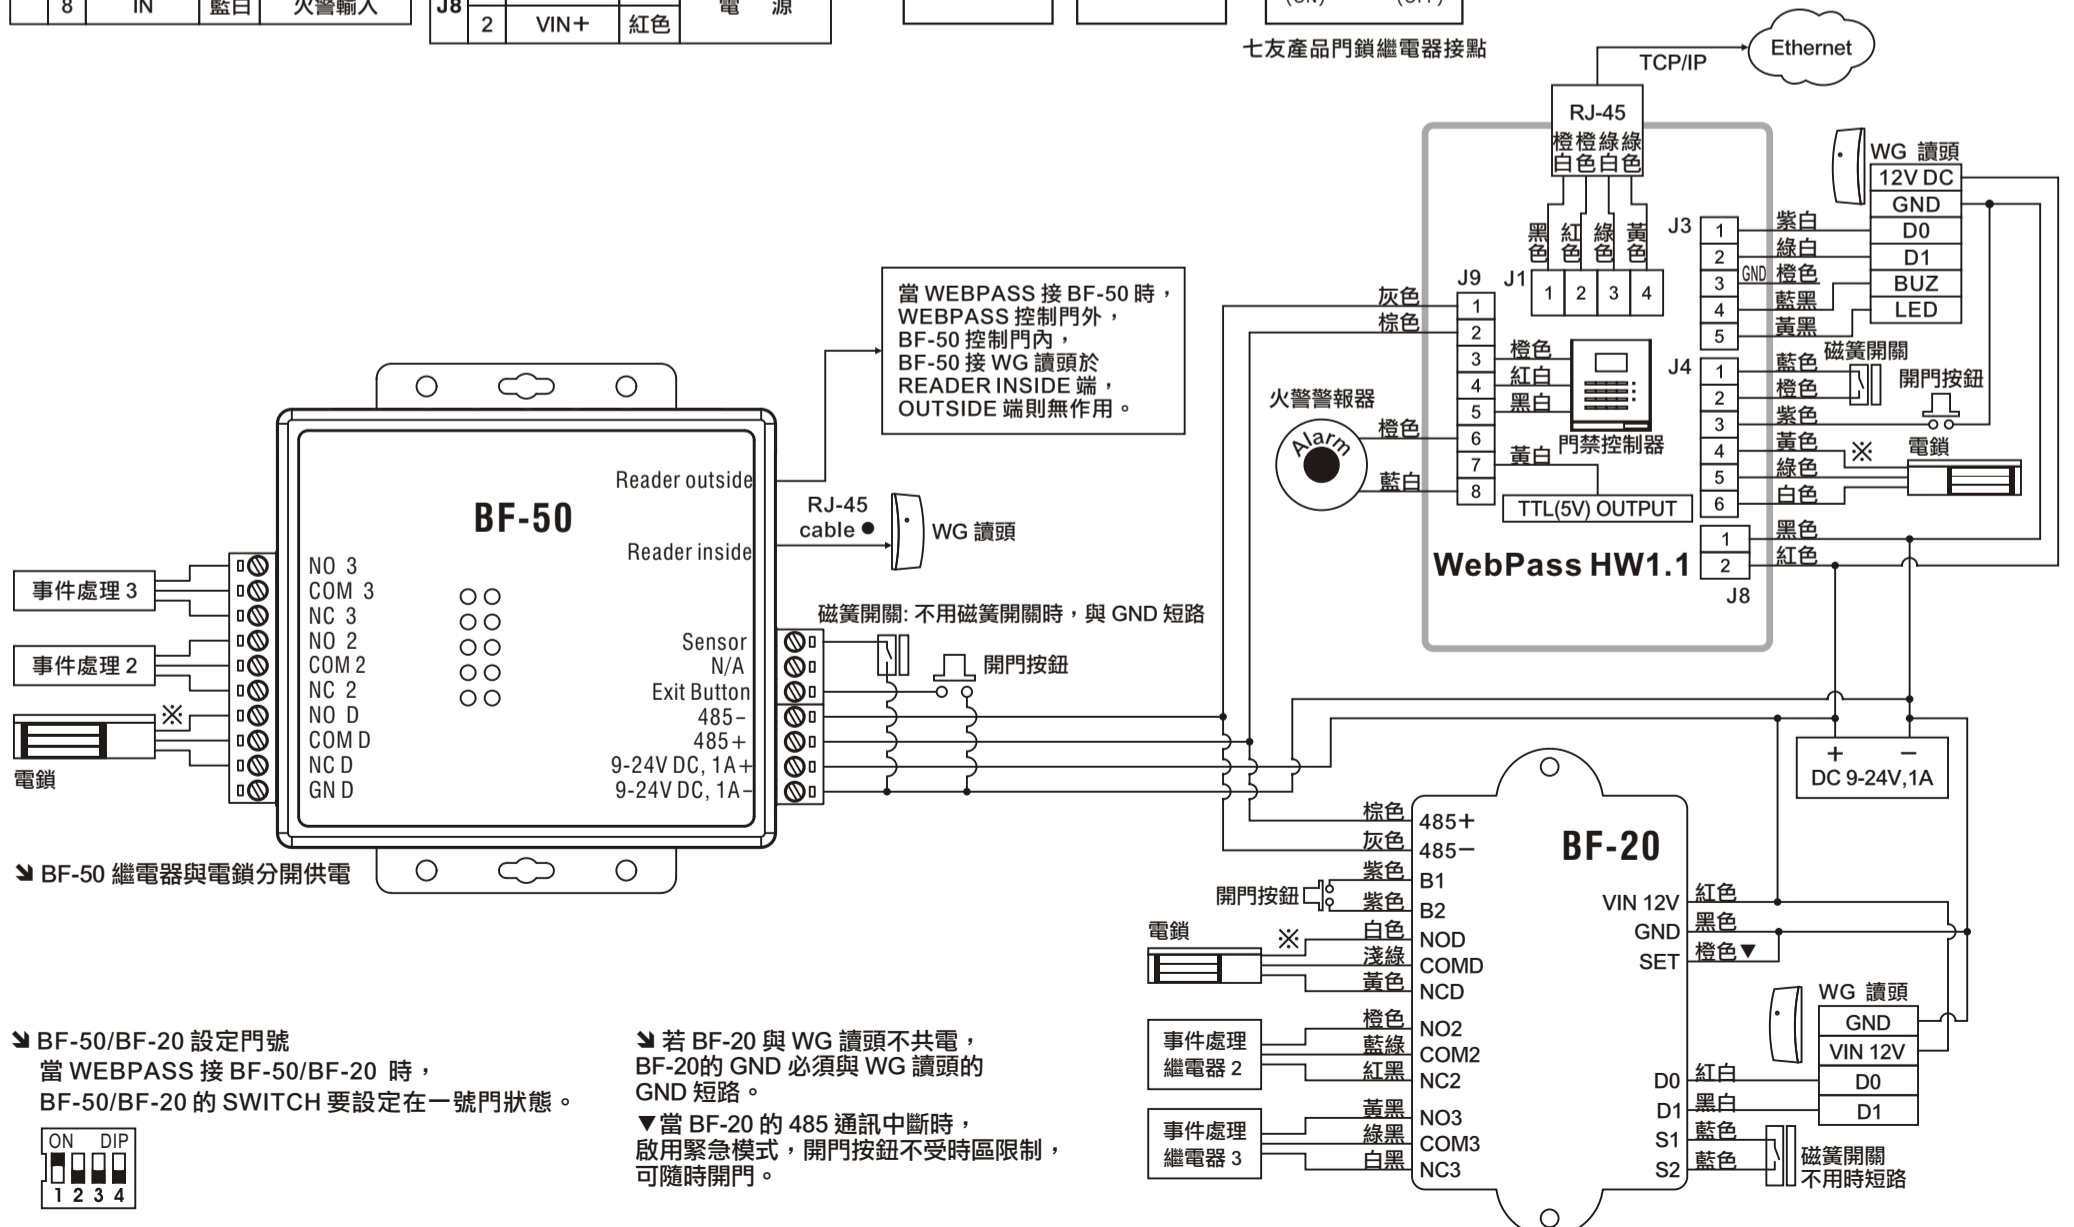 8 IN 藍白 火警輸入
J8 電 源
2 VIN+ 紅色
(ON) (OFF)
七友產品門鎖繼電器接點
TCP/IP
Ethernet
RJ-45
橙白 橙色 綠白 綠色
黑色 紅色 綠色 黃色
J1
1 2 3 4
WG 讀頭
12V DC
GND
D0
D1
BUZ
LED
J3
1 紫白
2 綠白
3 GND 橙色
4 藍黑
5 黃黑
J4
1 藍色
2 橙色
3 紫色
4 黃色
5 綠色
6 白色
磁簧開關
開門按鈕
※
電鎖
1 黑色
2 紅色
J8
J9
灰色 1
棕色 2
3 橙色
4 紅白
5 黑白
橙色 6
7 黃白
藍白 8
門禁控制器
火警警報器
Alarm
TTL(5V) OUTPUT
WebPass HW1.1
當 WEBPASS 接 BF-50 時，
WEBPASS 控制門外，
BF-50 控制門內，
BF-50 接 WG 讀頭於
READER INSIDE 端，
OUTSIDE 端則無作用。
BF-50
Reader outside
Reader inside
RJ-45
cable ●
WG 讀頭
事件處理 3
事件處理 2
※
電鎖
NO 3
COM 3
NC 3
NO 2
COM 2
NC 2
NO D
COM D
NC D
GN D
磁簧開關: 不用磁簧開關時，與 GND 短路
開門按鈕
Sensor
N/A
Exit Button
485-
485+
9-24V DC, 1A+
9-24V DC, 1A-
+ −
DC 9-24V,1A
➘ BF-50 繼電器與電鎖分開供電
BF-20
棕色 485+
灰色 485−
開門按鈕
紫色 B1
紫色 B2
電鎖
※
白色 NOD
淺綠 COMD
黃色 NCD
事件處理
繼電器 2
橙色 NO2
藍綠 COM2
紅黑 NC2
事件處理
繼電器 3
黃黑 NO3
綠黑 COM3
白黑 NC3
VIN 12V 紅色
GND 黑色
SET 橙色▼
WG 讀頭
GND
VIN 12V
D0
D1
D0 紅白
D1 黑白
S1 藍色
S2 藍色
磁簧開關
不用時短路
➘ BF-50/BF-20 設定門號
當 WEBPASS 接 BF-50/BF-20 時，
BF-50/BF-20 的 SWITCH 要設定在一號門狀態。
ON DIP
1 2 3 4
➘ 若 BF-20 與 WG 讀頭不共電，
BF-20的 GND 必須與 WG 讀頭的
GND 短路。
▼當 BF-20 的 485 通訊中斷時，
啟用緊急模式，開門按鈕不受時區限制，
可隨時開門。